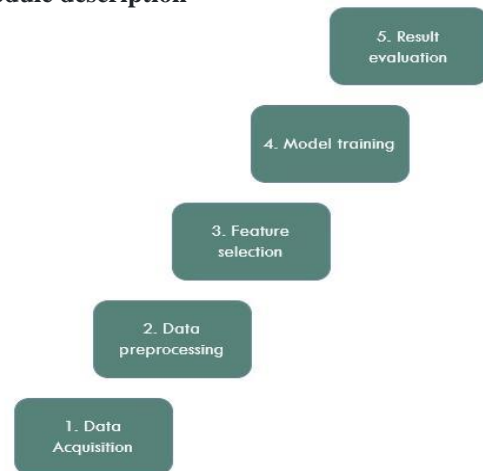 dule description
5. Result
evaluation
4. Model training
3. Feature
selection
2. Data
preprocessing
1. Data
Acquisition